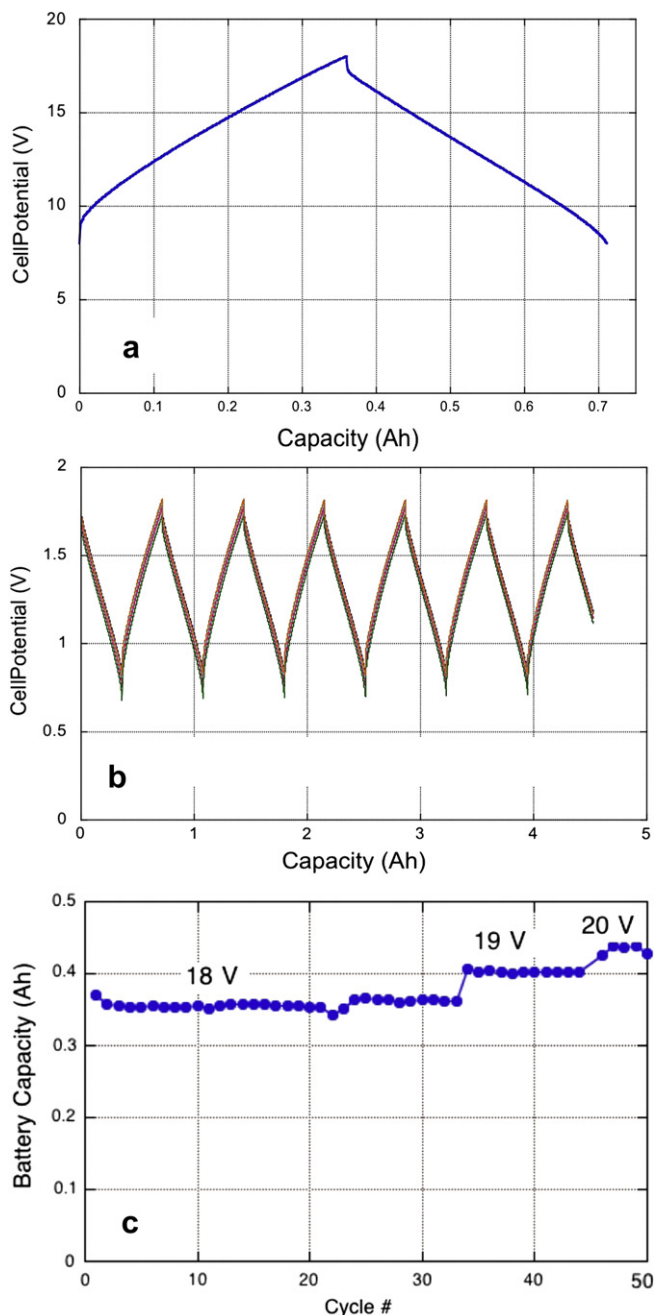 20
15
10
5
0
CellPotential (V)
a
0 0.1 0.2 0.3 0.4 0.5 0.6 0.7
Capacity (Ah)
2
1.5
1
0.5
0
CellPotential (V)
b
0 1 2 3 4 5
Capacity (Ah)
0.5
0.4
0.3
0.2
0.1
0
Battery Capacity (Ah)
18 V
19 V
20 V
c
0 10 20 30 40 50
Cycle #